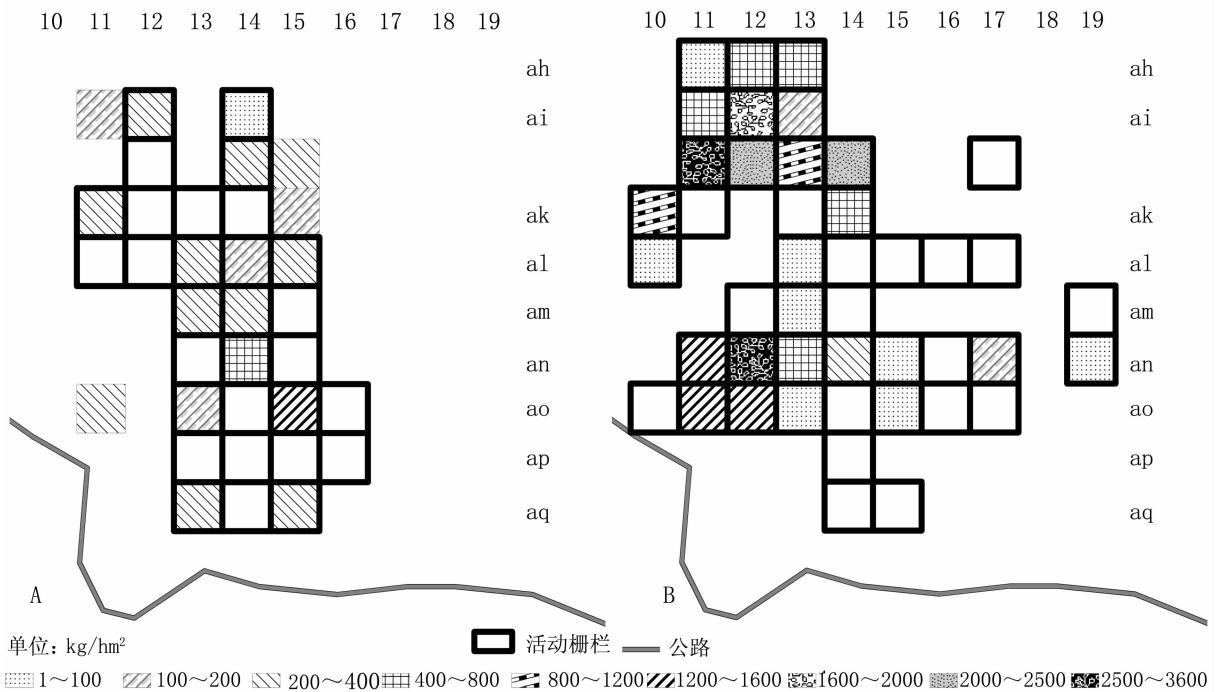 10 11 12 13 14 15 16 17 18 19 10 11 12 13 14 15 16 17 18 19
ah ah
ai ai
ak ak
al al
am am
an an
ao ao
ap ap
aq aq
A B
单位: kg/hm² 活动栅栏 公路
1～100 100～200 200～400 400～800 800～1200 1200～1600 1600～2000 2000～2500 2500～3600